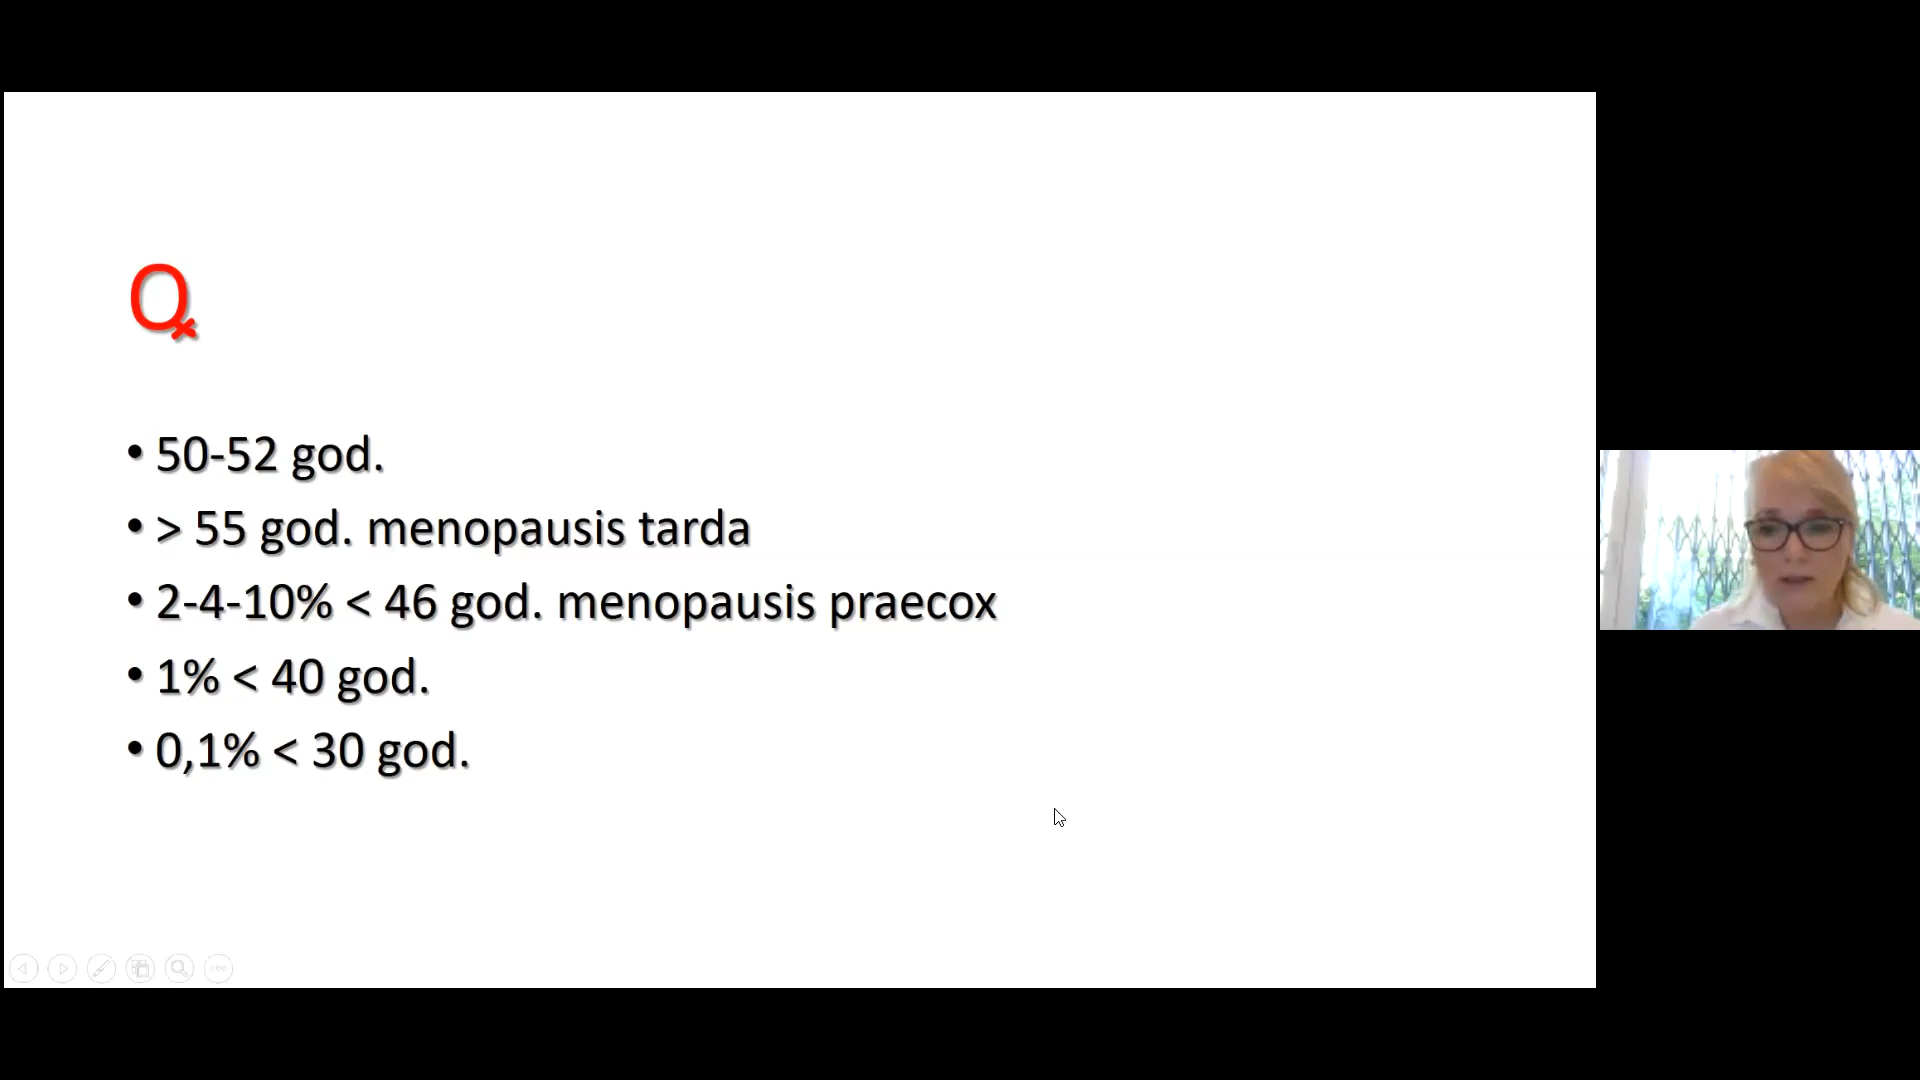 ♀
• 50-52 god.
• > 55 god. menopausis tarda
• 2-4-10% < 46 god. menopausis praecox
• 1% < 40 god.
• 0,1% < 30 god.